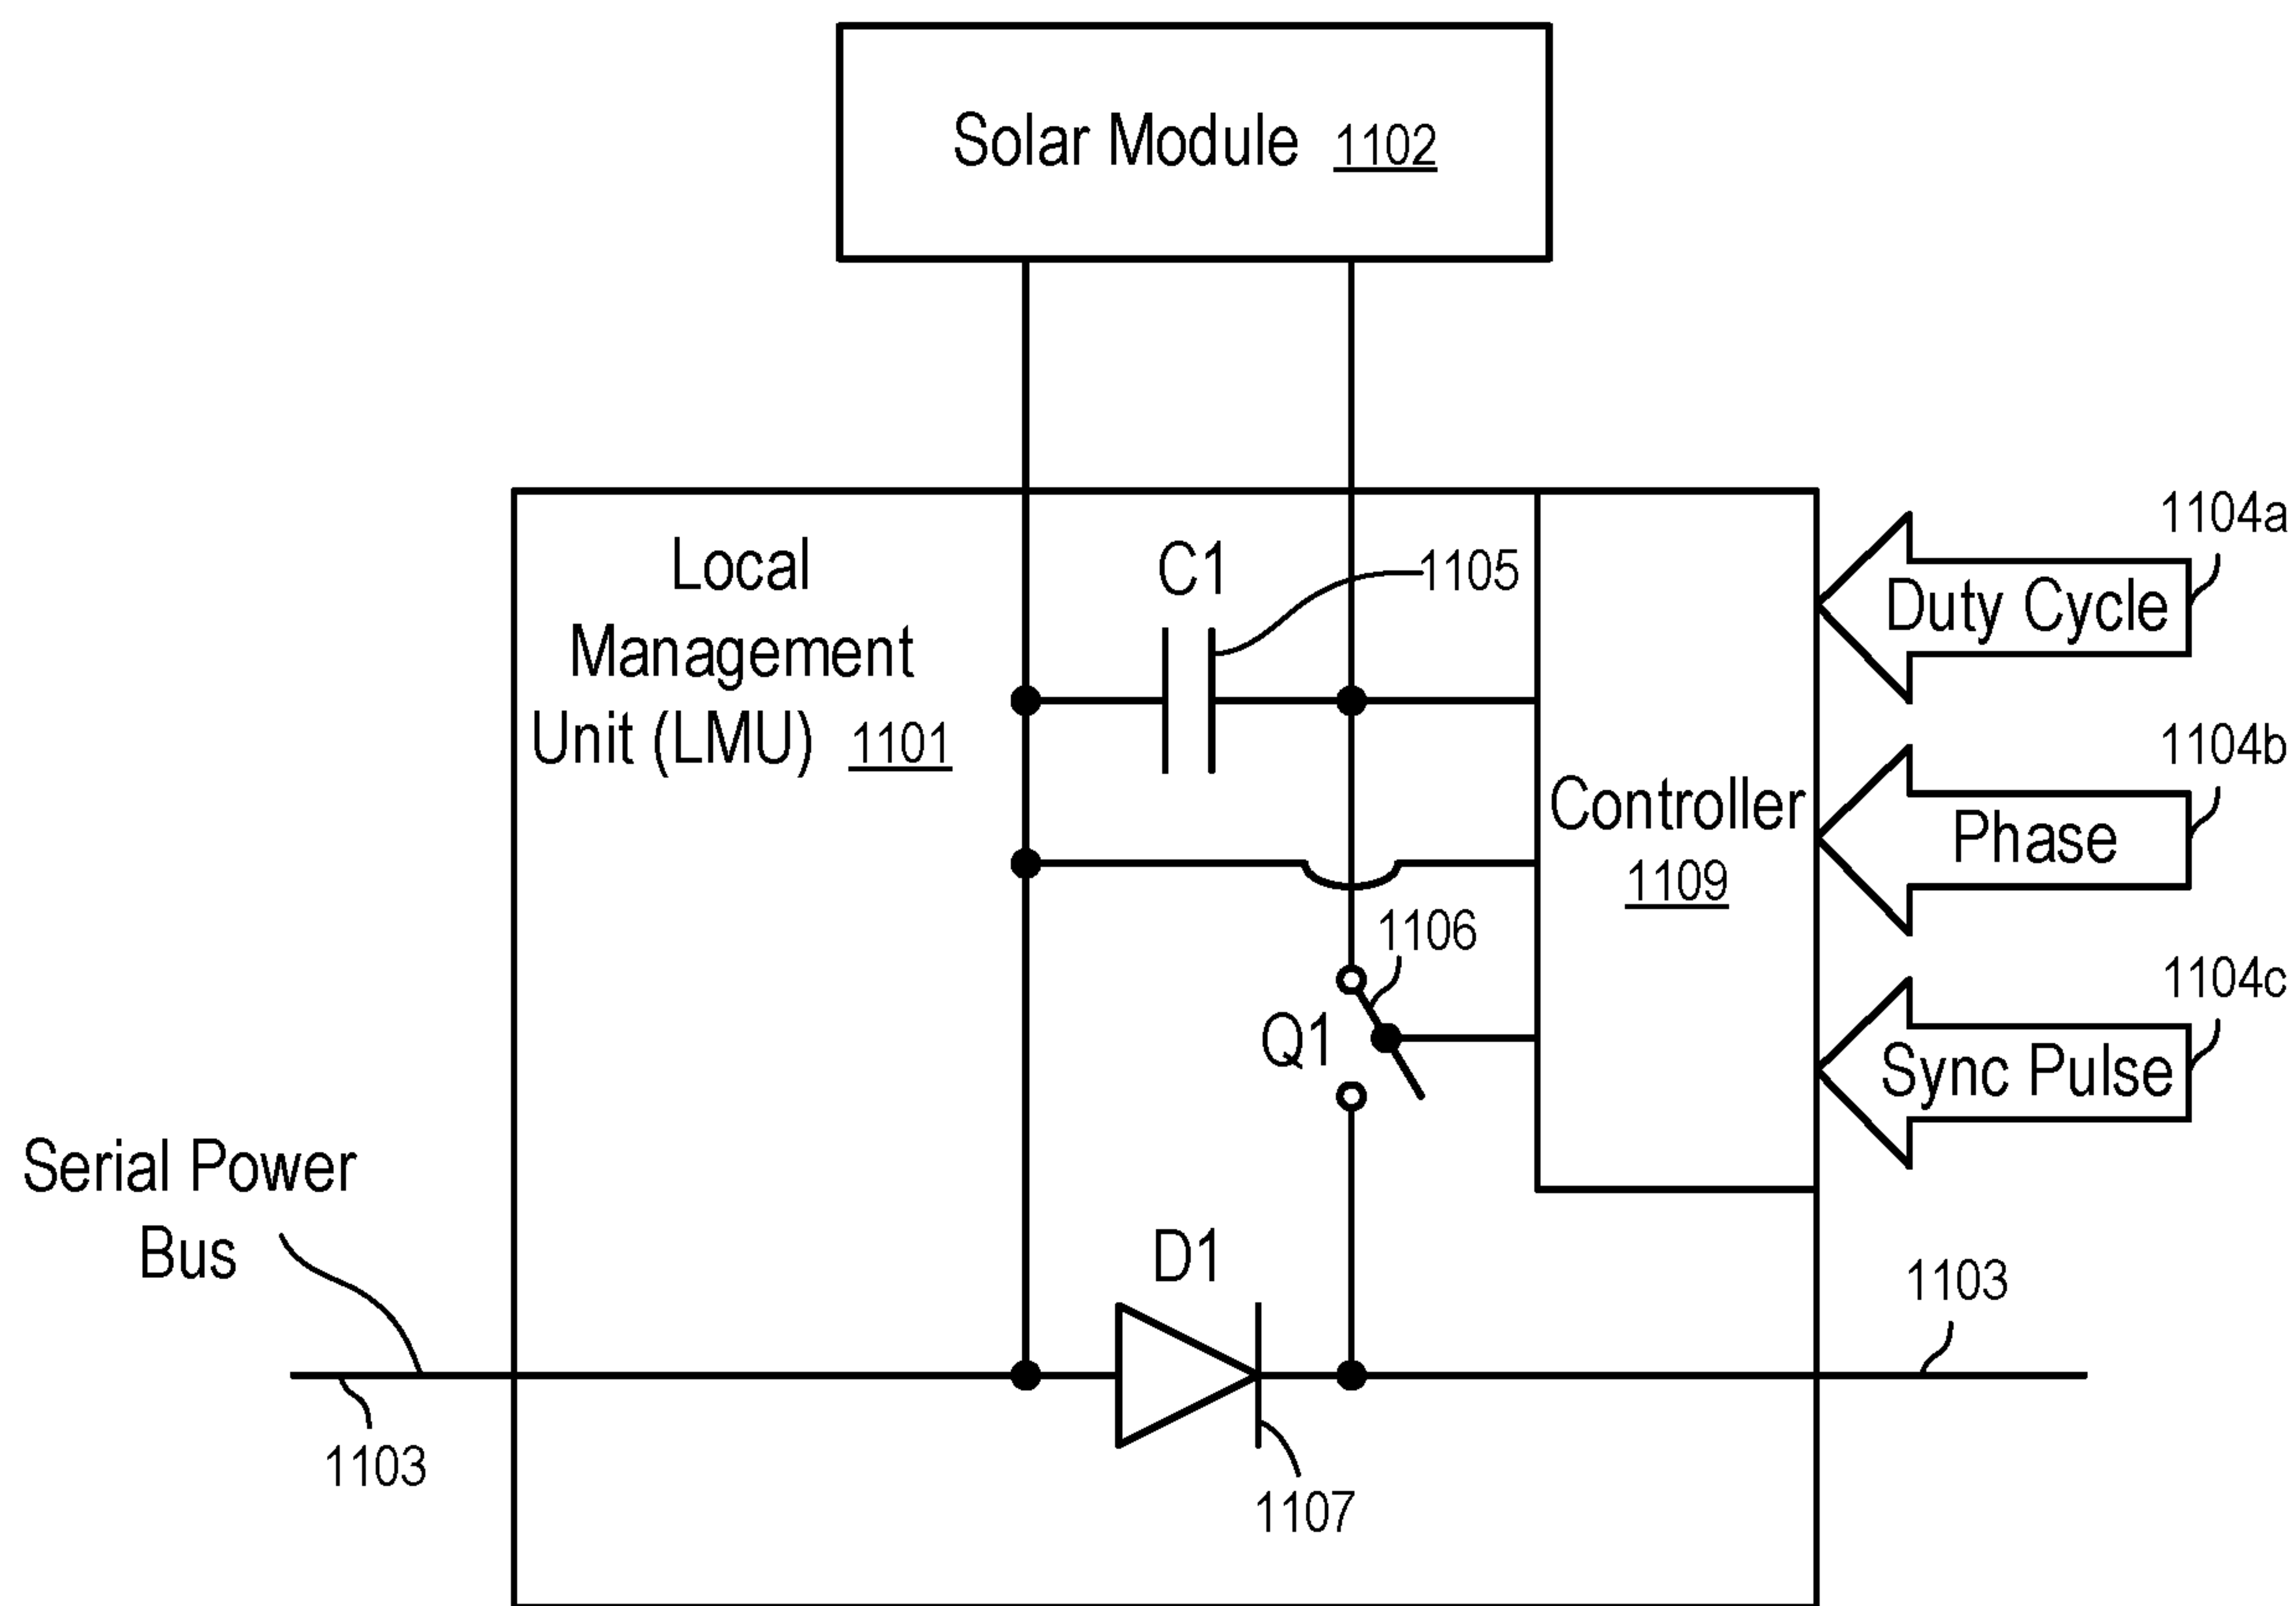 Solar Module 1102
Local
Management
Unit (LMU) 1101
C1
1105
Controller
1109
1106
Q1
Duty Cycle
1104a
Phase
1104b
Sync Pulse
1104c
Serial Power
Bus
1103
D1
1107
1103